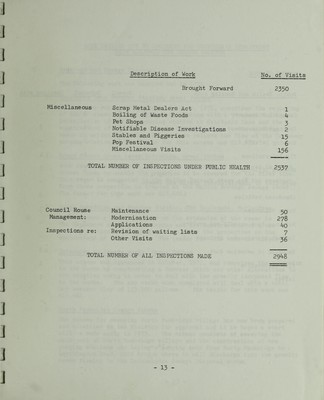 Description of Work No. of Visits
Brought Forward 2350
Miscellaneous Scrap Metal Dealers Act 1
Boiling of Waste Foods 4
Pet Shops 3
Notifiable Disease Investigations 2
Stables and Piggeries 15
Pop Festival 6
Miscellaneous Visits 156
TOTAL NUMBER OF INSPECTIONS UNDER PUBLIC HEALTH 2537
Council House Maintenance 50
Management: Modernisation 278
Applications 40
Inspections re: Revision of waiting lists 7
Other Visits 36
TOTAL NUMBER OF ALL INSPECTIONS MADE 2948
- 13 -